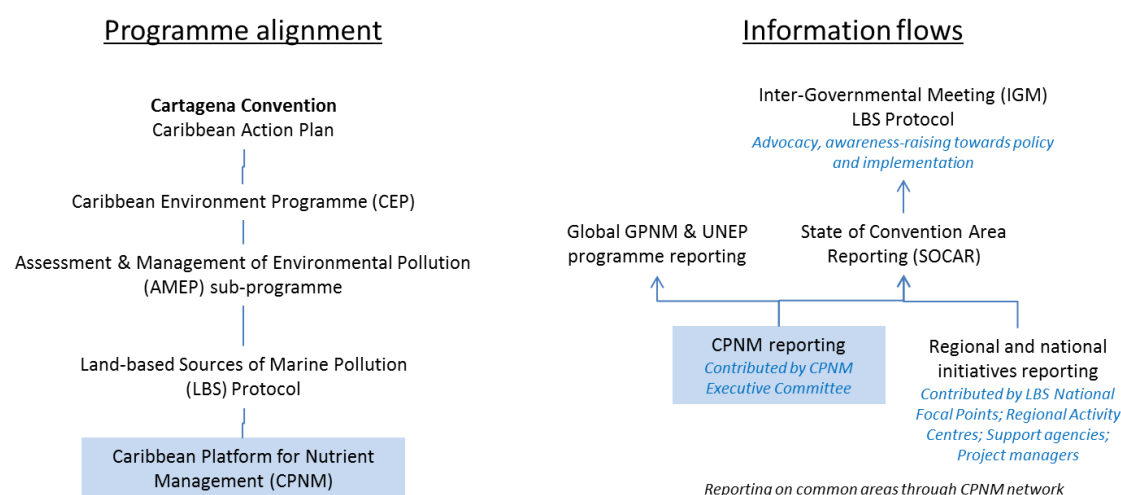 Programme alignment
Cartagena Convention
Caribbean Action Plan
Caribbean Environment Programme (CEP)
Assessment & Management of Environmental Pollution
(AMEP) sub-programme
Land-based Sources of Marine Pollution
(LBS) Protocol
Caribbean Platform for Nutrient
Management (CPNM)
Information flows
Inter-Governmental Meeting (IGM)
LBS Protocol
Advocacy, awareness-raising towards policy
and implementation
Global GPNM & UNEP
programme reporting
State of Convention Area
Reporting (SOCAR)
CPNM reporting
Contributed by CPNM
Executive Committee
Regional and national
initiatives reporting
Contributed by LBS National
Focal Points; Regional Activity
Centres; Support agencies;
Project managers
Reporting on common areas through CPNM network